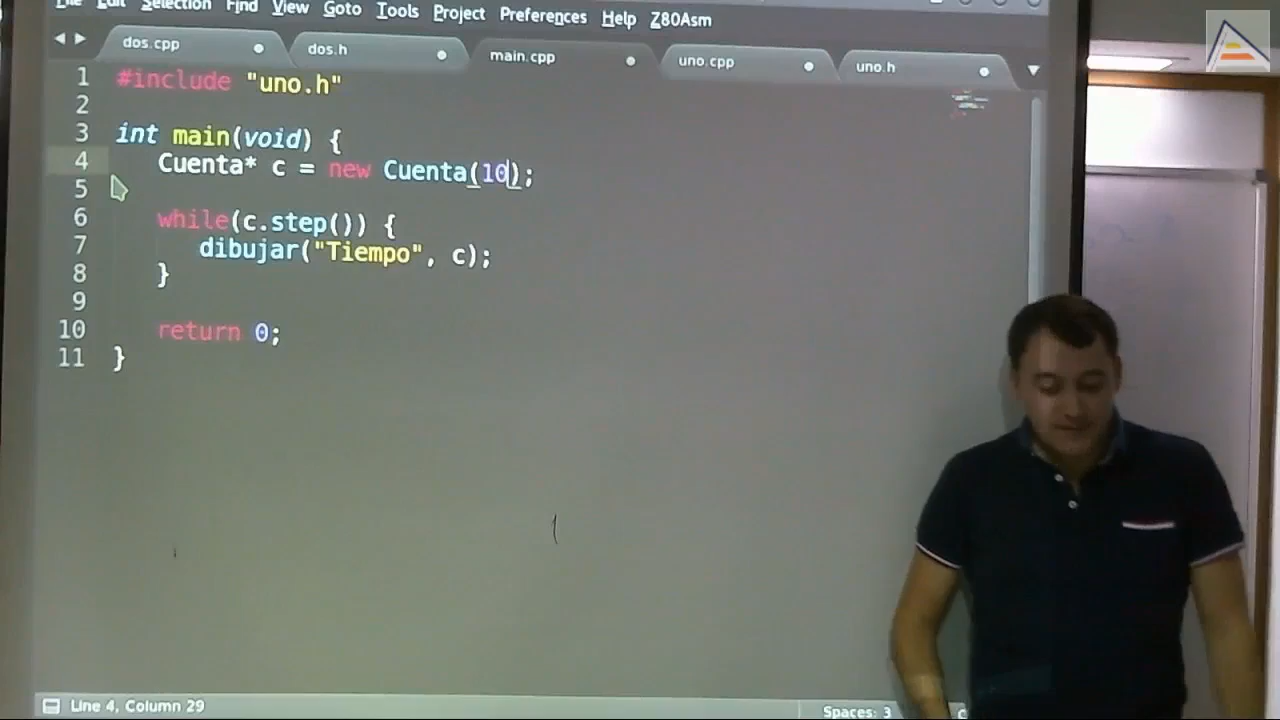 File Edit Selection Find View Goto Tools Project Preferences Help Z80Asm
dos.cpp dos.h main.cpp uno.cpp uno.h
1 #include "uno.h"
2
3 int main(void) {
4 Cuenta* c = new Cuenta(10);
5
6 while(c.step()) {
7 dibujar("Tiempo", c);
8 }
9
10 return 0;
11 }
Line 4, Column 29
Spaces: 3